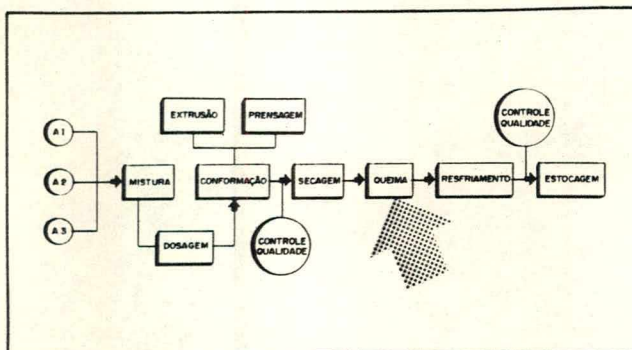 A1
A2
A3
MISTURA
DOSAGEM
EXTRUSÃO
PRENSAGEM
CONFORMAÇÃO
CONTROLE
QUALIDADE
SECAGEM
QUEIMA
RESFRIAMENTO
CONTROLE
QUALIDADE
ESTOCAGEM